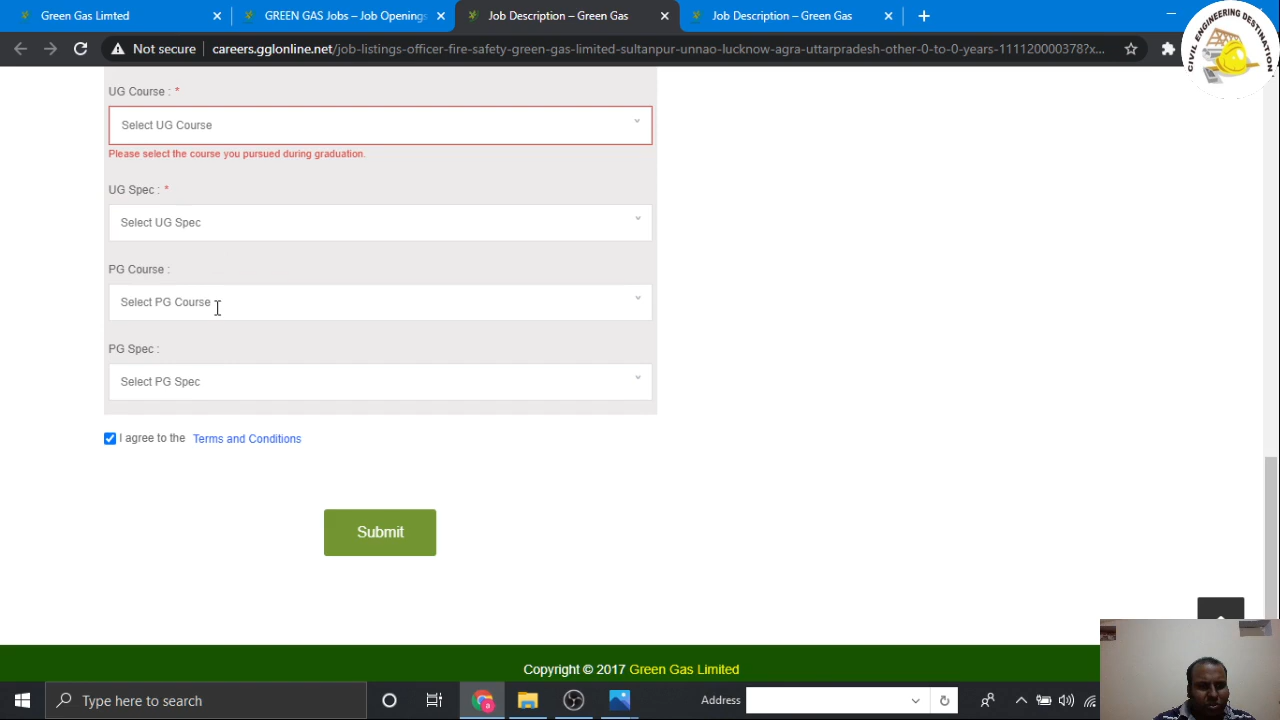 Green Gas Limted
GREEN GAS Jobs – Job Openings
Job Description – Green Gas
Job Description – Green Gas
Not secure
careers.gglonline.net/job-listings-officer-fire-safety-green-gas-limited-sultanpur-unnao-lucknow-agra-uttarpradesh-other-0-to-0-years-111120000378?x...
CIVIL ENGINEERING DESTINATION
UG Course : *
Select UG Course
Please select the course you pursued during graduation.
UG Spec : *
Select UG Spec
PG Course :
Select PG Course
PG Spec :
Select PG Spec
I agree to the Terms and Conditions
Submit
Copyright © 2017 Green Gas Limited
Type here to search
Address